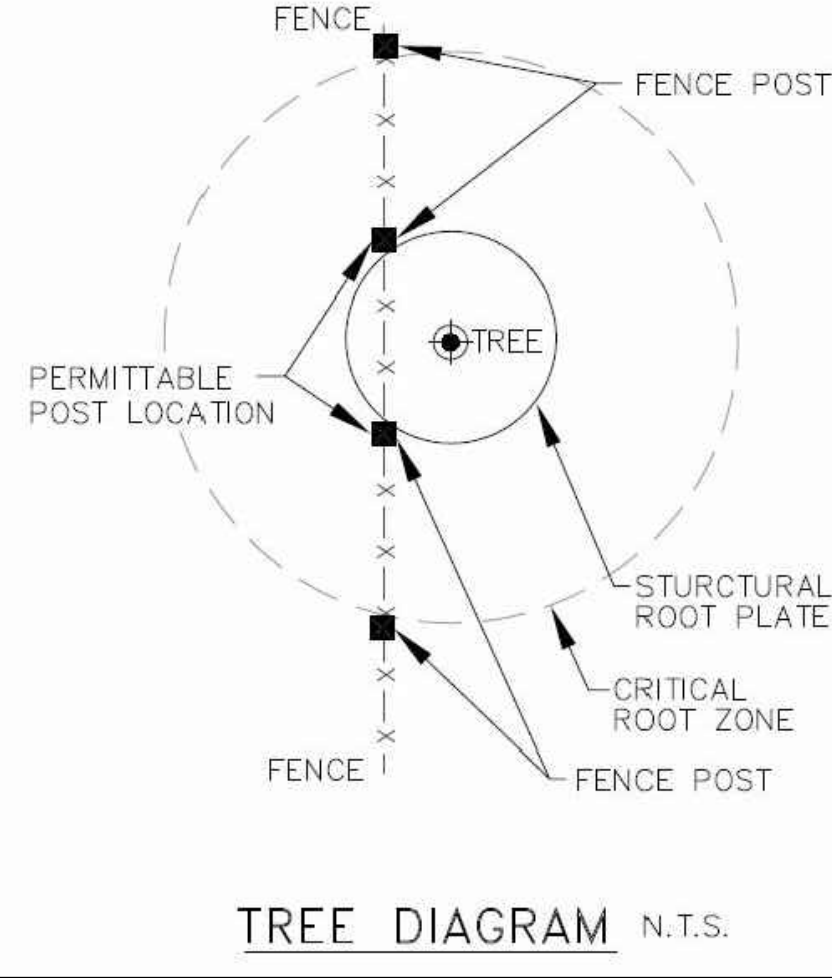 FENCE
FENCE POST
TREE
PERMITTABLE
POST LOCATION
STURCTURAL
ROOT PLATE
CRITICAL
ROOT ZONE
FENCE
FENCE POST
TREE DIAGRAM N.T.S.